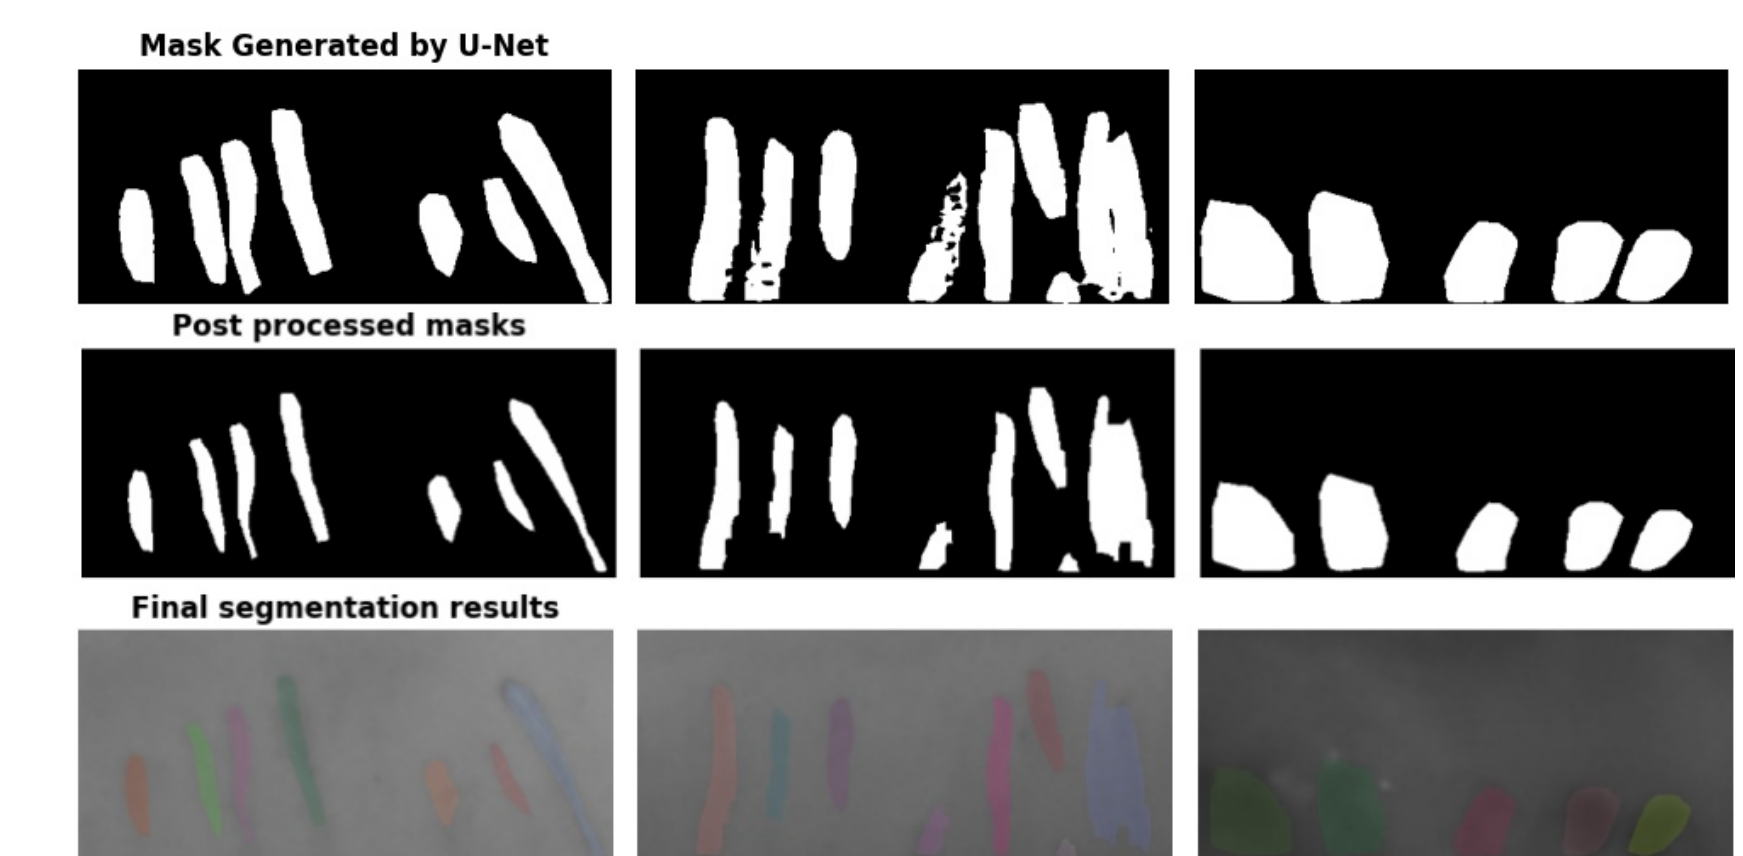 Mask Generated by U-Net
Post processed masks
Final segmentation results